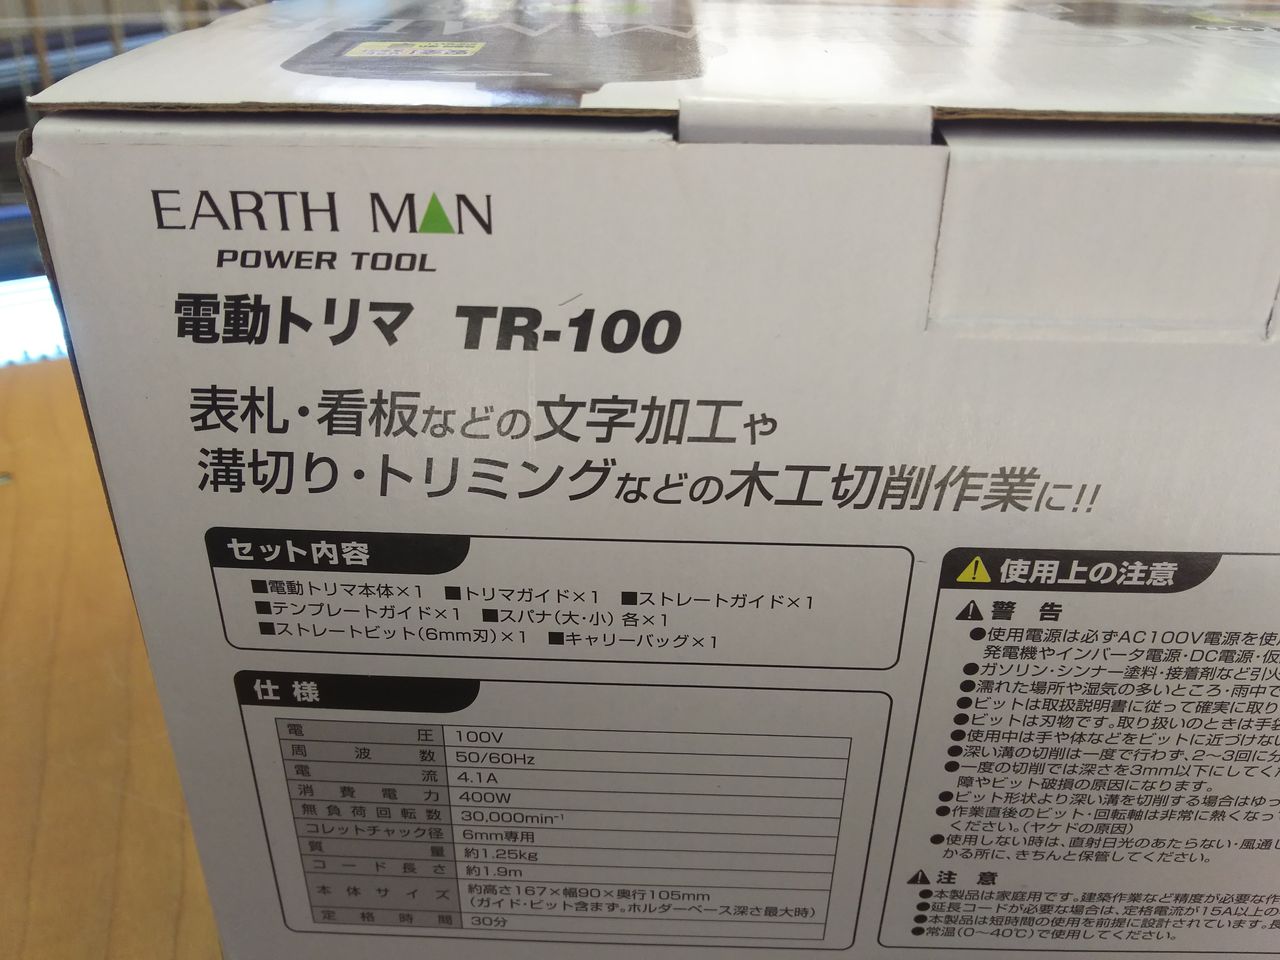 EARTH MAN
POWER TOOL
電動トリマ TR-100
表札・看板などの文字加工や
溝切り・トリミングなどの木工切削作業に!!
セット内容
■電動トリマ本体×1 ■トリマガイド×1 ■ストレートガイド×1
■テンプレートガイド×1 ■スパナ(大・小) 各×1
■ストレートビット(6mm刃)×1 ■キャリーバッグ×1
仕様
電圧 100V
周波数 50/60Hz
電流 4.1A
消費電力 400W
無負荷回転数 30,000min⁻¹
コレットチャック径 6mm専用
質量 約1.25kg
コード長さ 約1.9m
本体サイズ 約高さ167×幅90×奥行105mm
(ガイド・ビット含まず。ホルダーベース深さ最大時)
定格時間 30分
使用上の注意
警告
●使用電源は必ずAC100V電源を使
発電機やインバータ電源・DC電源・仮
●ガソリン・シンナー塗料・接着剤など引火
●濡れた場所や湿気の多いところ・雨中で
●ビットは取扱説明書に従って確実に取り
●ビットは刃物です。取り扱いのときは手袋
●使用中は手や体などをビットに近づけない
●深い溝の切削は一度で行わず、2〜3回に分
●一度の切削では深さを3mm以下にしてく
障やビット破損の原因になります。
●ビット形状より深い溝を切削する場合はゆっ
●作業直後のビット・回転軸は非常に熱くなっ
ください。(ヤケドの原因)
●使用しない時は、直射日光のあたらない・風通し
かる所に、きちんと保管してください。
注意
●本製品は家庭用です。建築作業など精度が必要な作
●延長コードが必要な場合は、定格電流が15A以上の
●本製品は短時間の使用を前提に設計されています。長
●常温(0〜40℃)で使用してください。